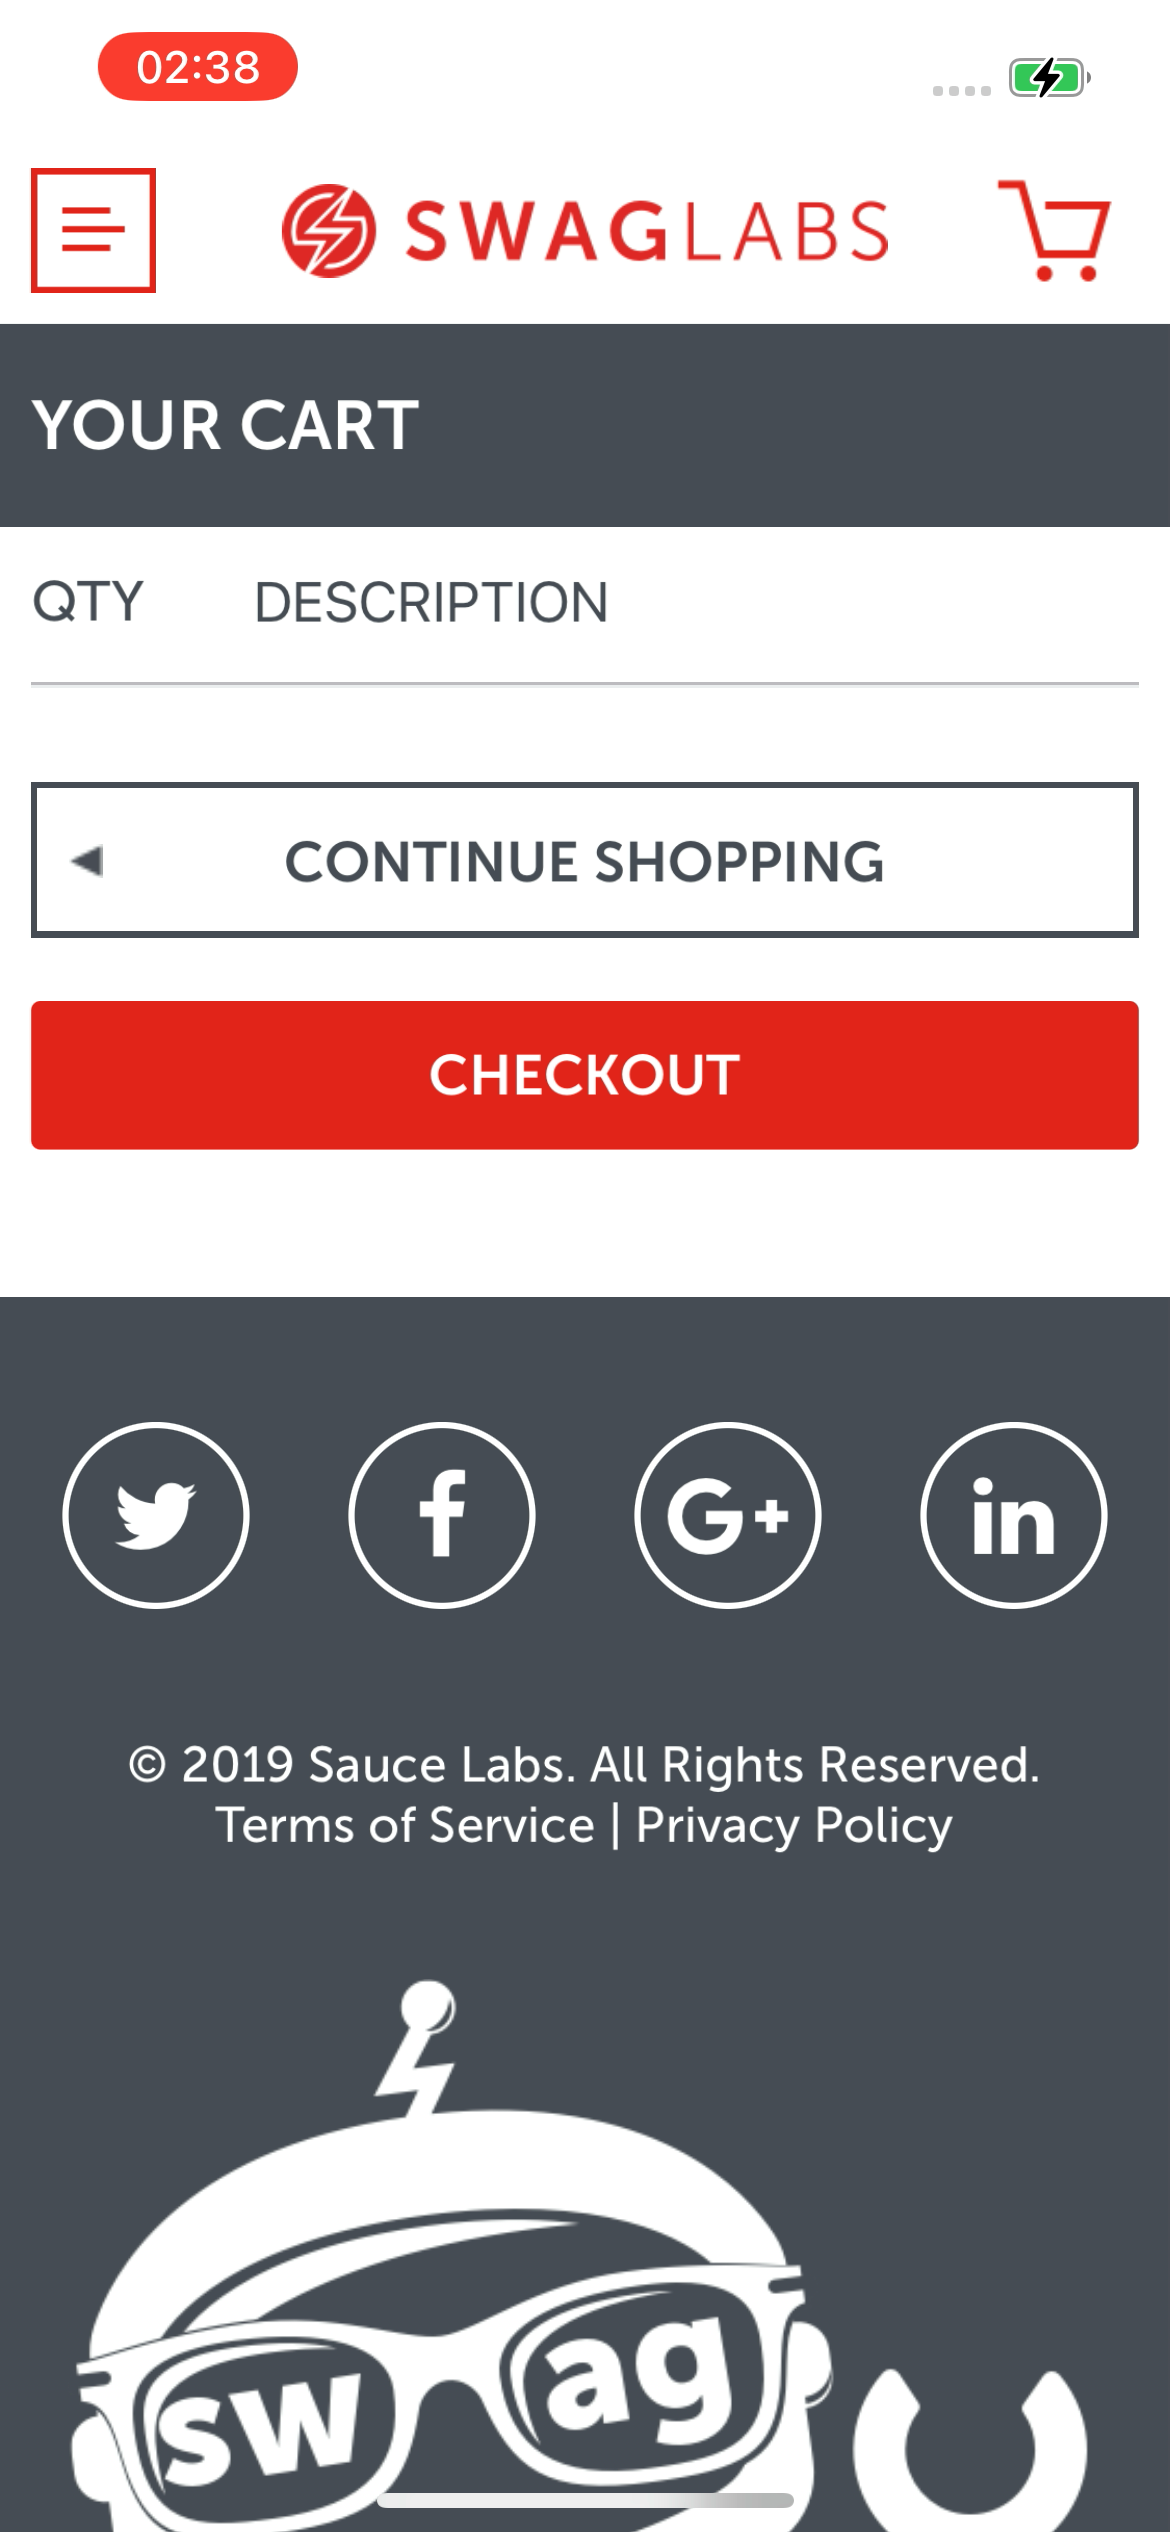 02:38
SWAGLABS
YOUR CART
QTY DESCRIPTION
CONTINUE SHOPPING
CHECKOUT
f G+ in
© 2019 Sauce Labs. All Rights Reserved.
Terms of Service | Privacy Policy
sw ag